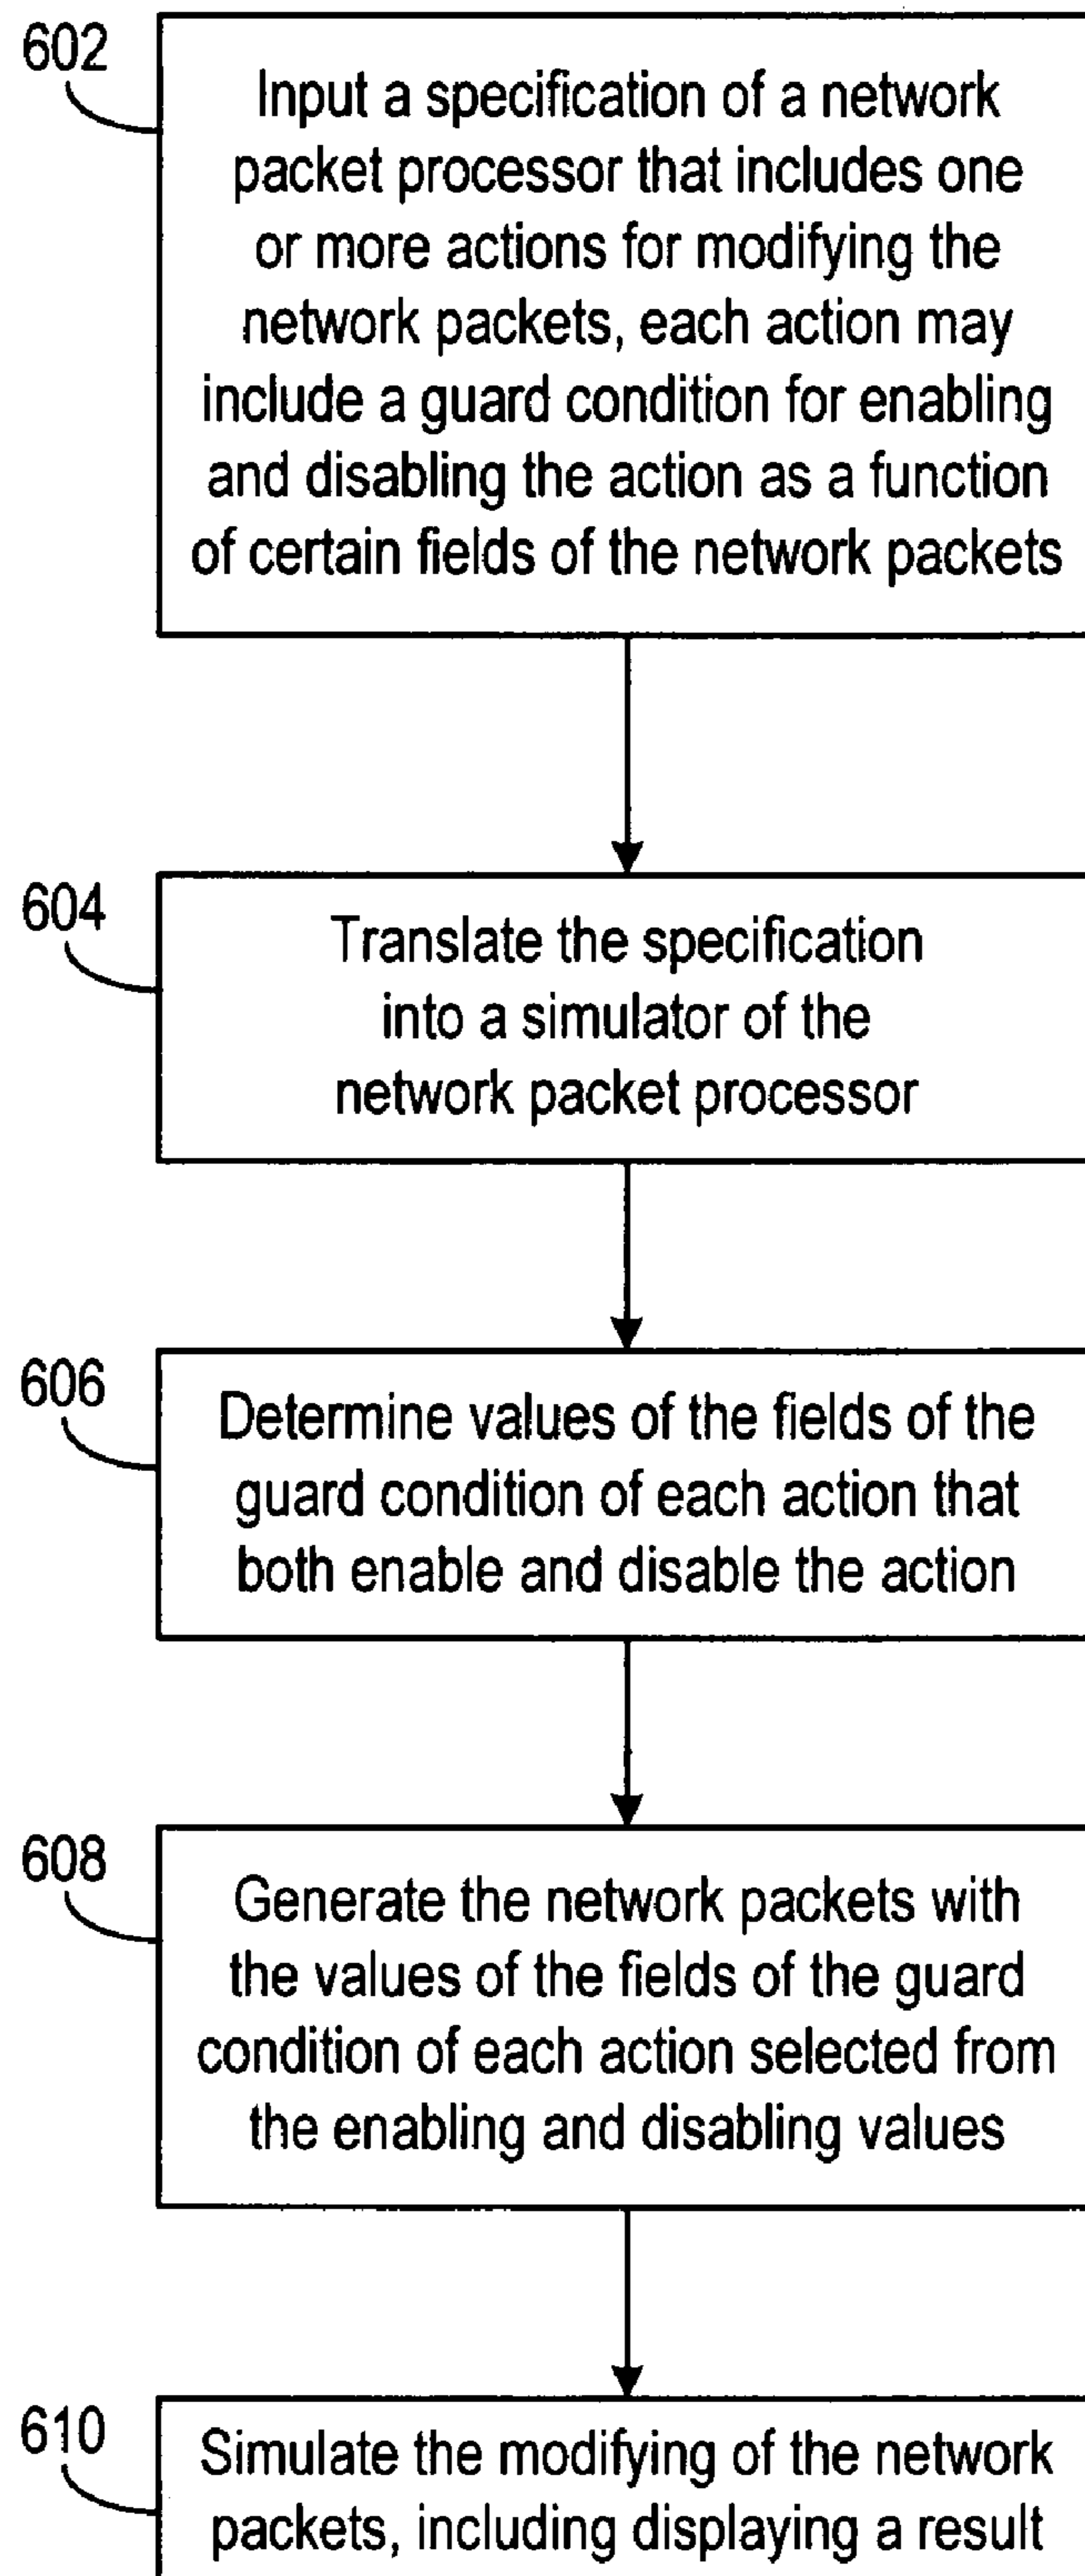 602
Input a specification of a network
packet processor that includes one
or more actions for modifying the
network packets, each action may
include a guard condition for enabling
and disabling the action as a function
of certain fields of the network packets
604
Translate the specification
into a simulator of the
network packet processor
606
Determine values of the fields of the
guard condition of each action that
both enable and disable the action
608
Generate the network packets with
the values of the fields of the guard
condition of each action selected from
the enabling and disabling values
610
Simulate the modifying of the network
packets, including displaying a result